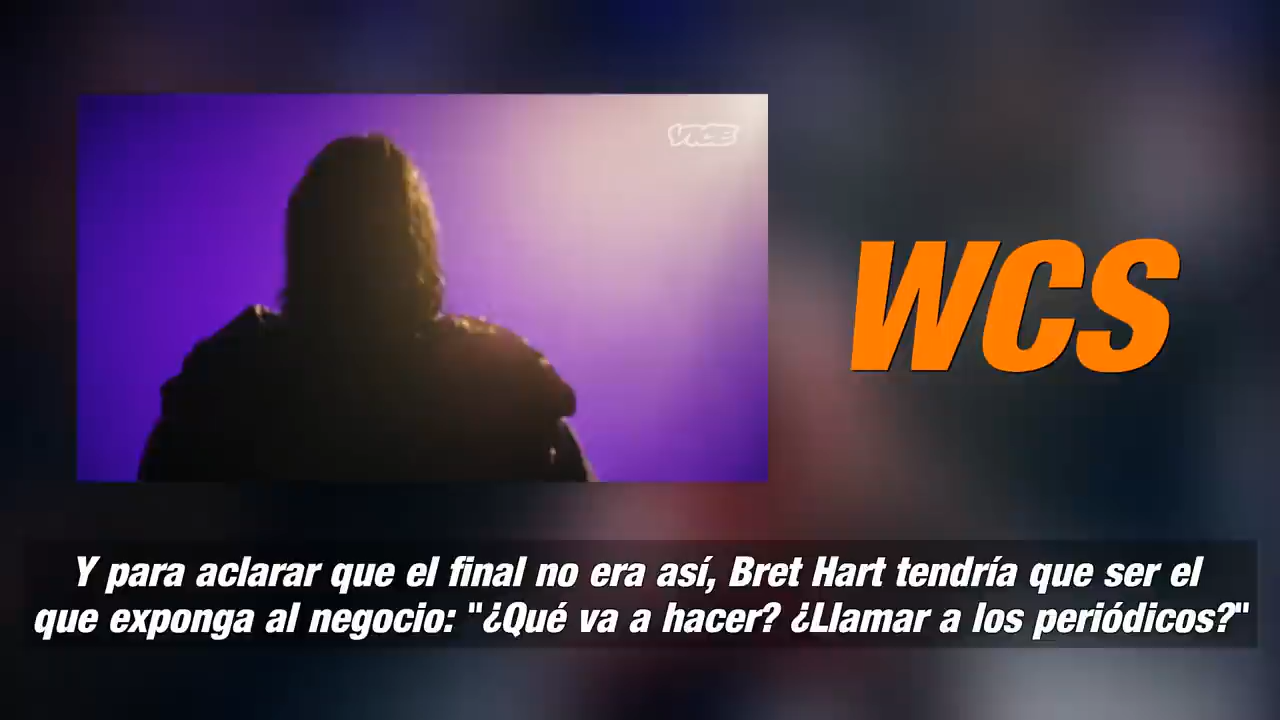 VICE
WCS
Y para aclarar que el final no era así, Bret Hart tendría que ser el
que exponga al negocio: "¿Qué va a hacer? ¿Llamar a los periódicos?"